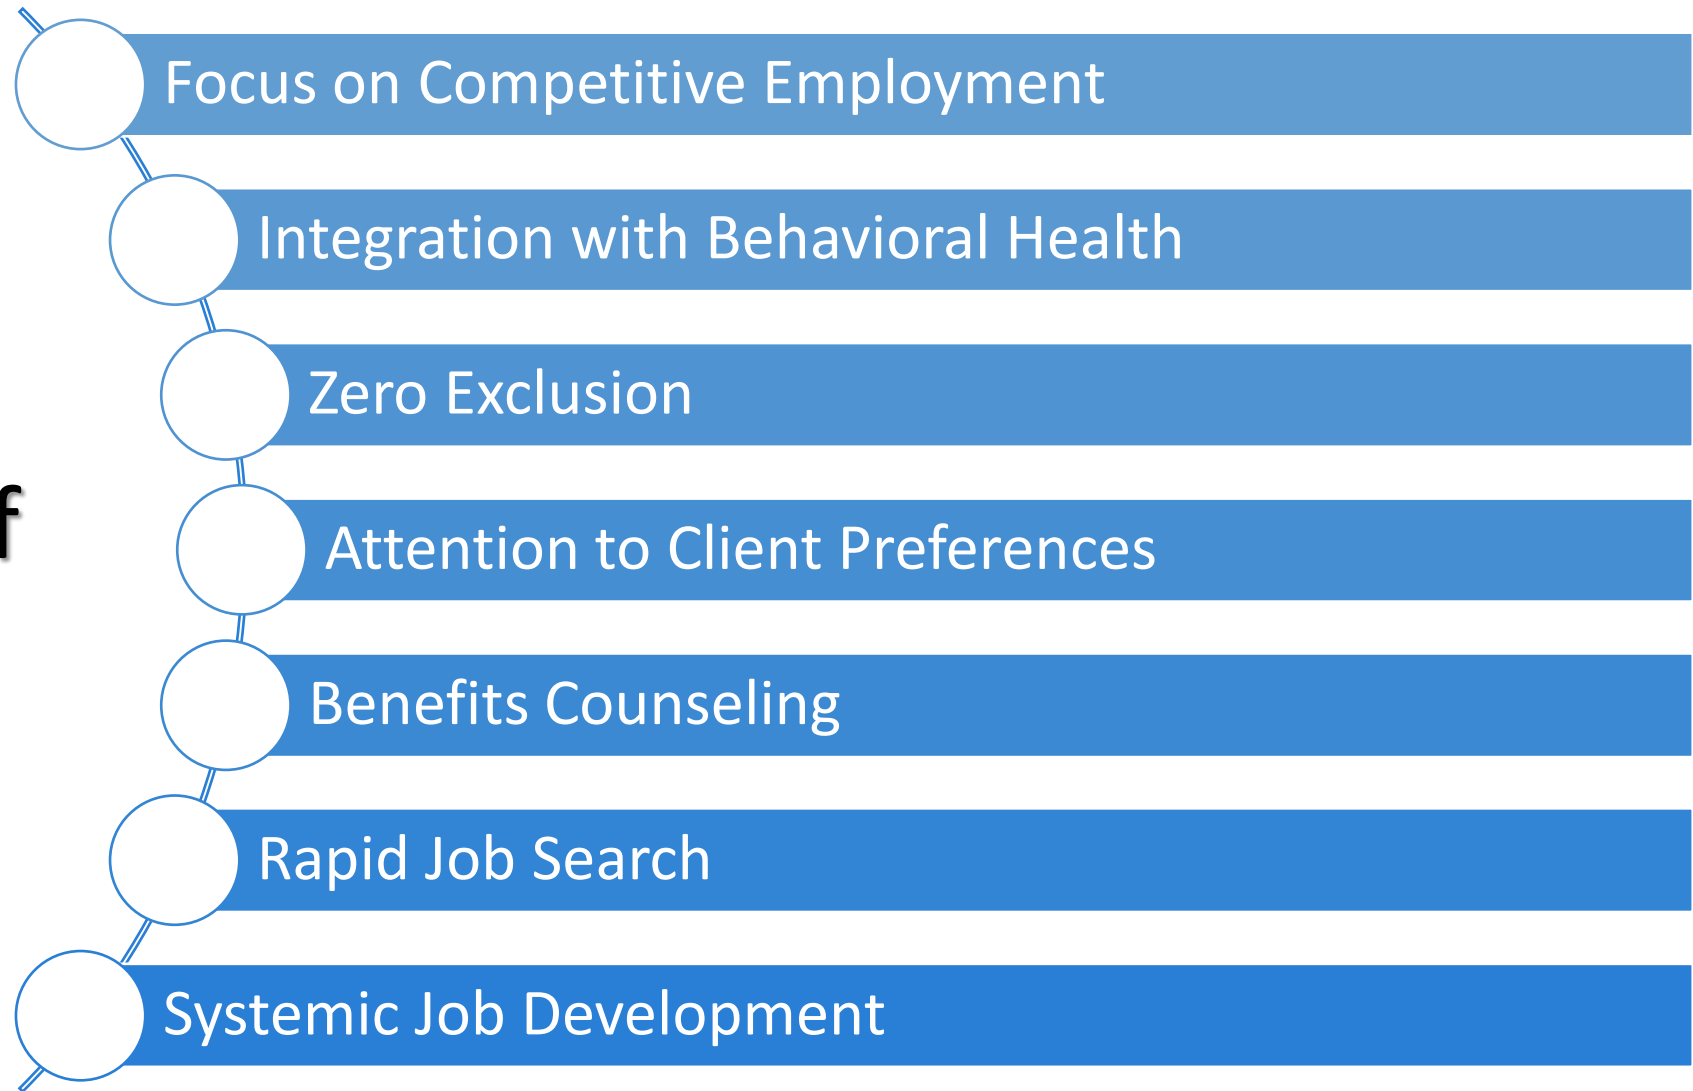 Focus on Competitive Employment
Integration with Behavioral Health
Zero Exclusion
f
Attention to Client Preferences
Benefits Counseling
Rapid Job Search
Systemic Job Development